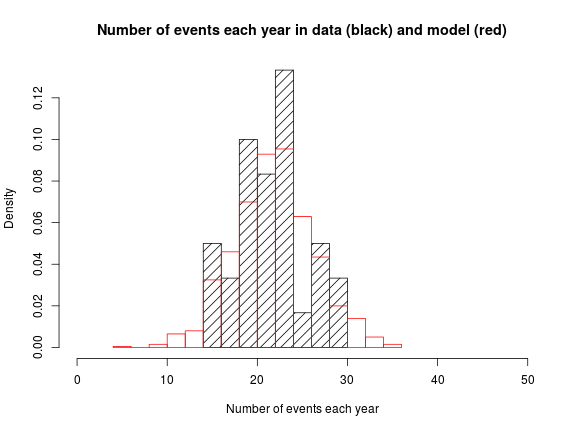 Number of events each year in data (black) and model (red)
Density
0.12
0.10
0.08
0.06
0.04
0.02
0.00
0 10 20 30 40 50
Number of events each year